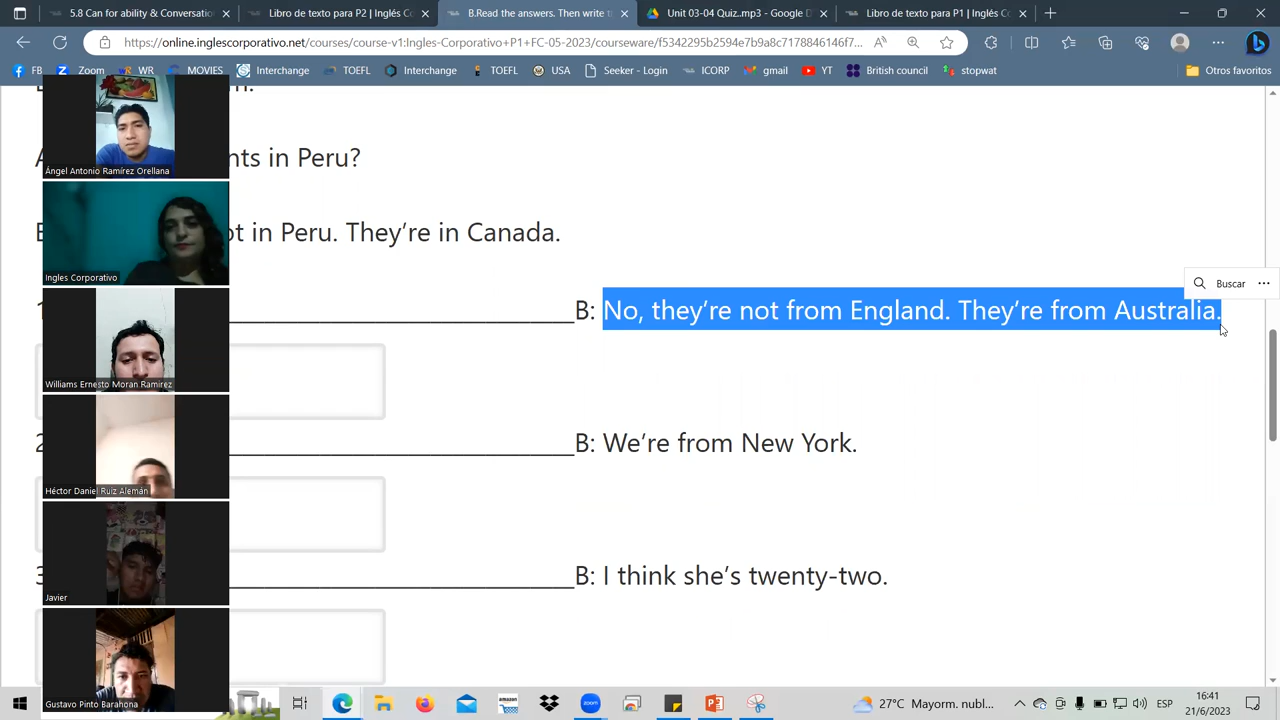 5.8 Combinación de
Libro de texto para P2 | Inglés Co
B.Read the answers. Then write t
Unit 03-04 Quiz..mp3 - Google D
Libro de texto para P1 | Inglés Co
https://online.inglescorporativo.net/courses/course-v1:Ingles-Corporativo+P1+FC-05-2023/courseware/f5342295b2594e7b9a8c7178846146f7...
FB
Zoom
WR
MOVIES
Interchange
TOEFL
Interchange
TOEFL
USA
Seeker - Login
ICORP
gmail
YT
British council
stopwat
Otros favoritos
Ángel Antonio Ramírez Orellana
nts in Peru?
Ingles Corporativo
ot in Peru. They're in Canada.
Buscar
B: No, they're not from England. They're from Australia.
Williams Ernesto Moran Ramirez
B: We're from New York.
Héctor Daniel Ruiz Alemán
B: I think she's twenty-two.
Javier
Gustavo Pinto Barahona
amazon
zoom
27°C Mayorm. nubl...
ESP
16:41
21/6/2023